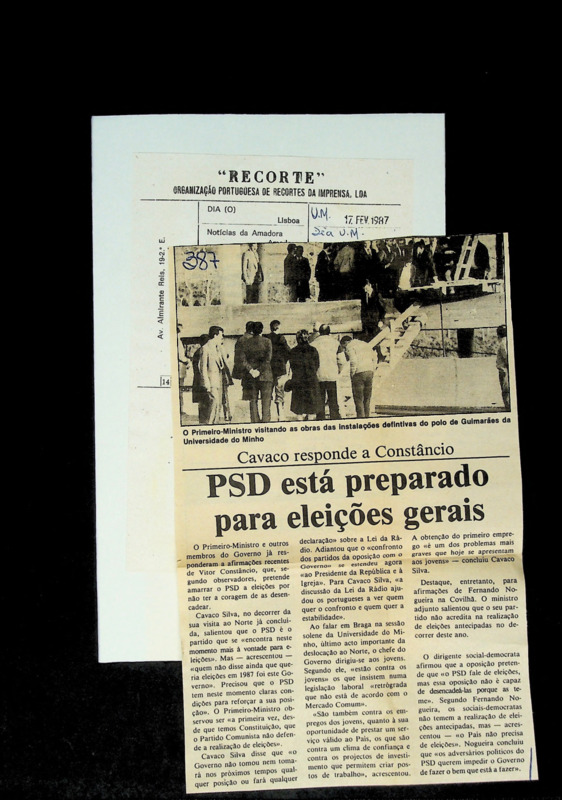 "RECORTE"
ORGANIZAÇÃO PORTUGUESA DE RECORTES DA IMPRENSA, LDA
DIA (O)
Lisboa
Notícias da Amadora
U.M.
17. FEV. 1987
Dia U.M.
Av. Almirante Reis, 19-2.º E.
14
387
O Primeiro-Ministro visitando as obras das instalações defintivas do polo de Guimarães da
Universidade do Minho
Cavaco responde a Constâncio
PSD está preparado
para eleições gerais
O Primeiro-Ministro e outros
membros do Governo já res-
ponderam a afirmações recentes
de Vitor Constâncio, que, se-
gundo observadores, pretende
amarrar o PSD a eleições por
não ter a coragem de as desen-
cadear.
Cavaco Silva, no decorrer da
sua visita ao Norte já concluí-
da, salientou que o PSD é o
partido que se «encontra neste
momento mais à vontade para e-
leições». Mas — acrescentou —
«quem não disse ainda que que-
ria eleições em 1987 foi este Go-
verno». Precisou que o PSD
tem neste momento claras con-
dições para reforçar a sua posi-
ção». O Primeiro-Ministro ob-
servou ser «a primeira vez, des-
de que temos Constituição, que
o Partido Comunista não defen-
de a realização de eleições».
Cavaco Silva disse que «o
Governo não tomou nem toma-
rá nos próximos tempos qual-
quer posição ou fará qualquer
declaração» sobre a Lei da Rá-
dio. Adiantou que o «confronto
dos partidos da oposição com o
Governo» se estendeu agora
«ao Presidente da República e à
Igreja». Para Cavaco Silva, «a
discussão da Lei da Rádio aju-
dou os portugueses a ver quem
quer o confronto e quem quer a
estabilidade».
Ao falar em Braga na sessão
solene da Universidade do Mi-
nho, último acto importante da
deslocação ao Norte, o chefe do
Governo dirigiu-se aos jovens.
Segundo ele, «estão contra os
jovens» os que insistem numa
legislação laboral «retrógrada
que não está de acordo com o
Mercado Comum».
«São também contra os em-
pregos dos jovens, quanto à sua
oportunidade de prestar um ser-
viço válido ao País, os que são
contra um clima de confiança e
contra os projectos de investi-
mento que permitem criar pos-
tos de trabalho», acrescentou.
A obtenção do primeiro empre-
go «é um dos problemas mais
graves que hoje se apresentam
aos jovens» — concluiu Cavaco
Silva.
Destaque, entretanto, para
afirmações de Fernando No-
gueira na Covilhã. O ministro
adjunto salientou que o seu par-
tido não acredita na realização
de eleições antecipadas no de-
correr deste ano.
O dirigente social-democrata
afirmou que a oposição preten-
de que «o PSD fale de eleições,
mas essa oposição não é capaz
de desencadeá-las porque as te-
me». Segundo Fernando No-
gueira, os sociais-democratas
não temem a realização de elei-
ções antecipadas, mas — acres-
centou — «o País não precisa
de eleições». Nogueira concluiu
que «os adversários políticos do
PSD querem impedir o Governo
de fazer o bem que está a fazer».